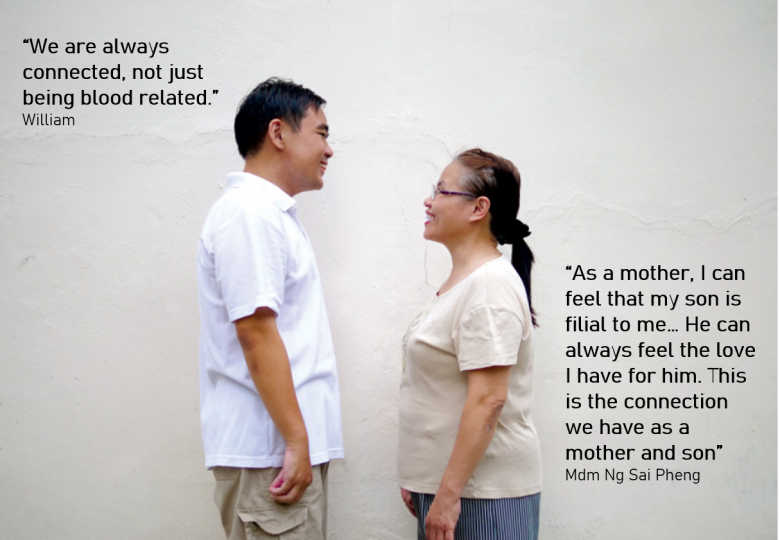 “We are always
connected, not just
being blood related.”
William
“As a mother, I can
feel that my son is
filial to me... He can
always feel the love
I have for him. This
is the connection
we have as a
mother and son”
Mdm Ng Sai Pheng